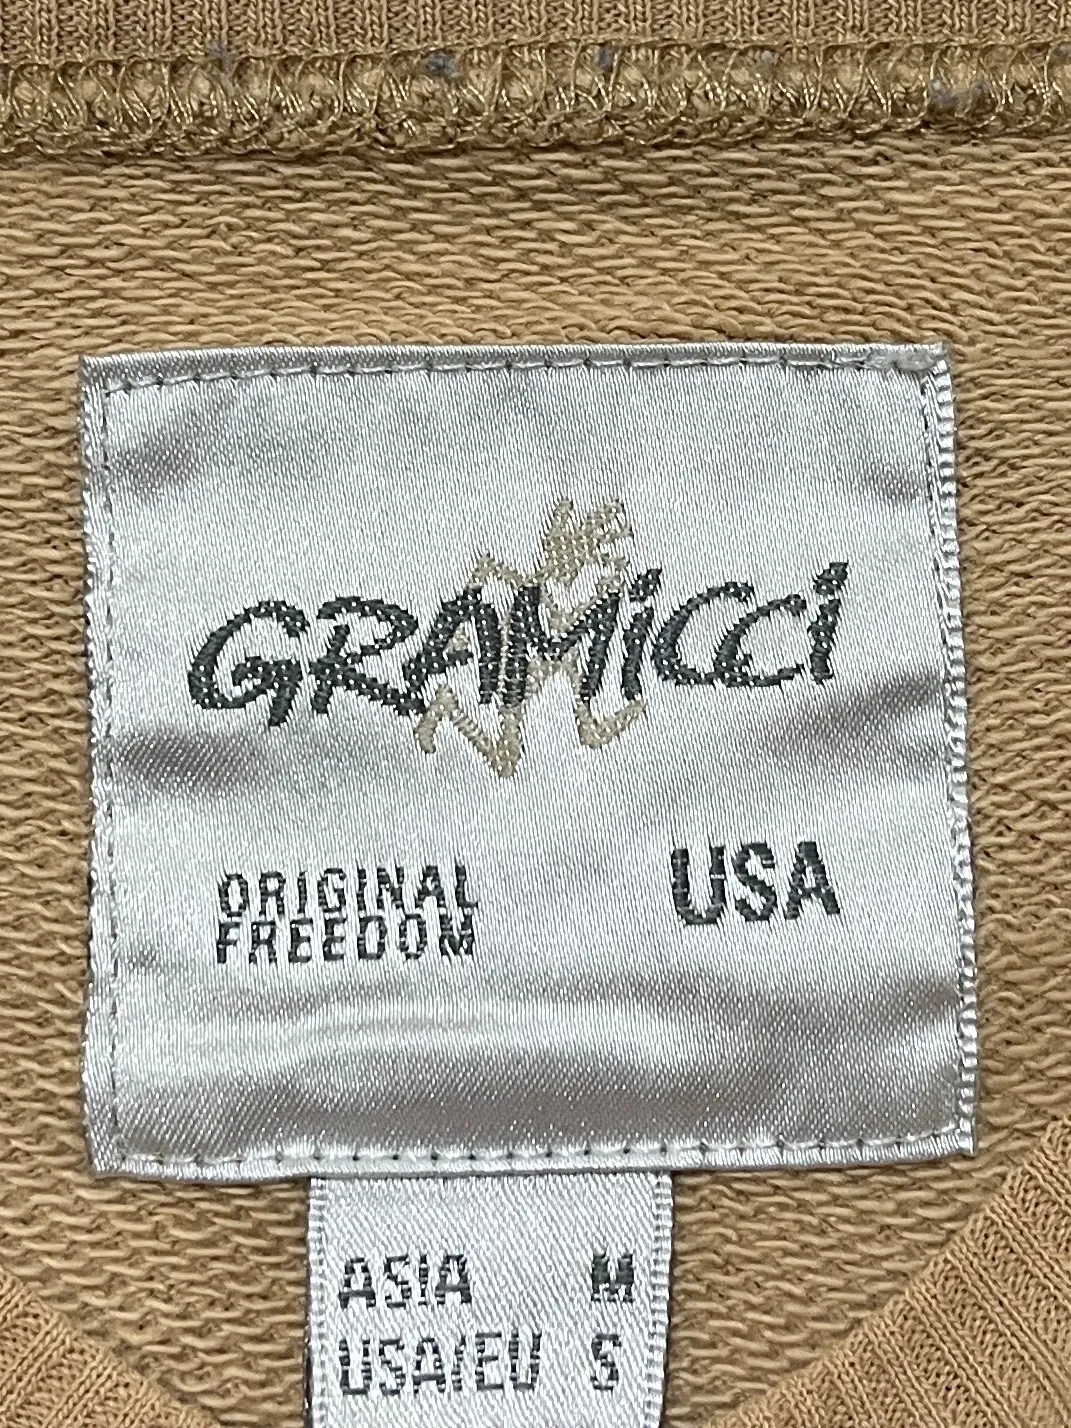 GRAMiCCi
ORIGINAL
FREEDOM
USA
ASIA M
USA/EU S